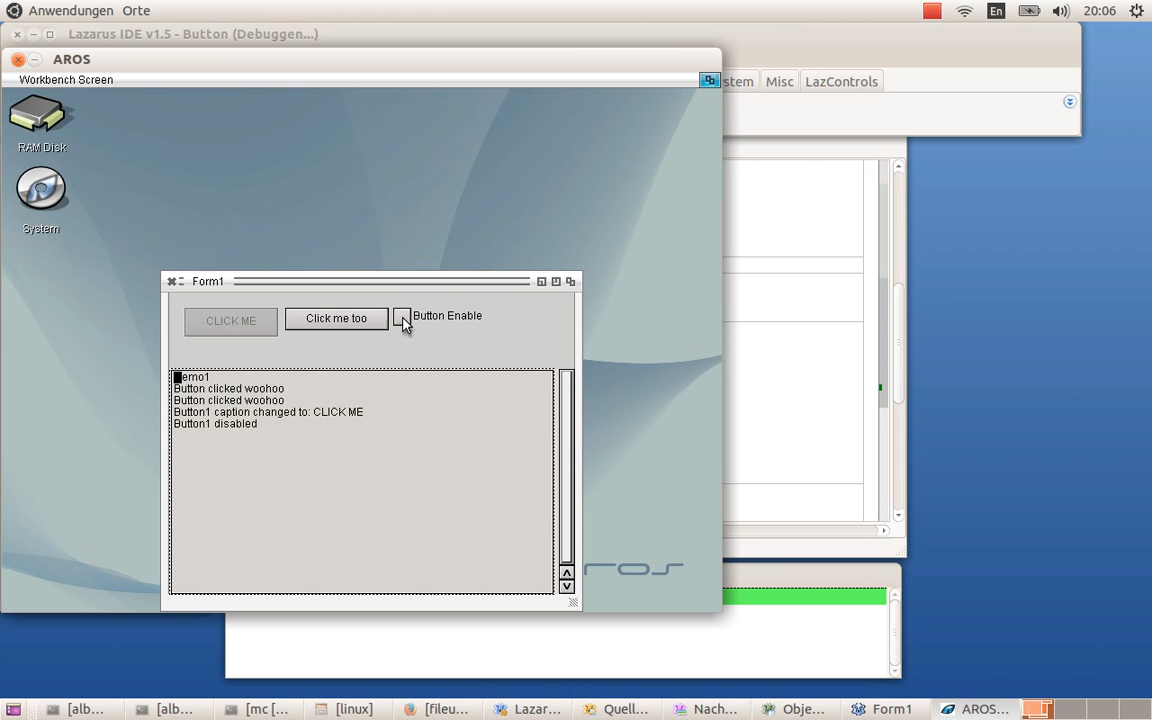 Anwendungen Orte
En
20:06
Lazarus IDE v1.5 - Button (Debuggen...)
AROS
Workbench Screen
stem
Misc
LazControls
RAM Disk
System
Form1
CLICK ME
Click me too
Button Enable
emo1
Button clicked woohoo
Button clicked woohoo
Button1 caption changed to: CLICK ME
Button1 disabled
ros
[alb...
[alb...
[mc [...
[linux]
[fileu...
Lazar...
Quell...
Nach...
Obje...
Form1
AROS...